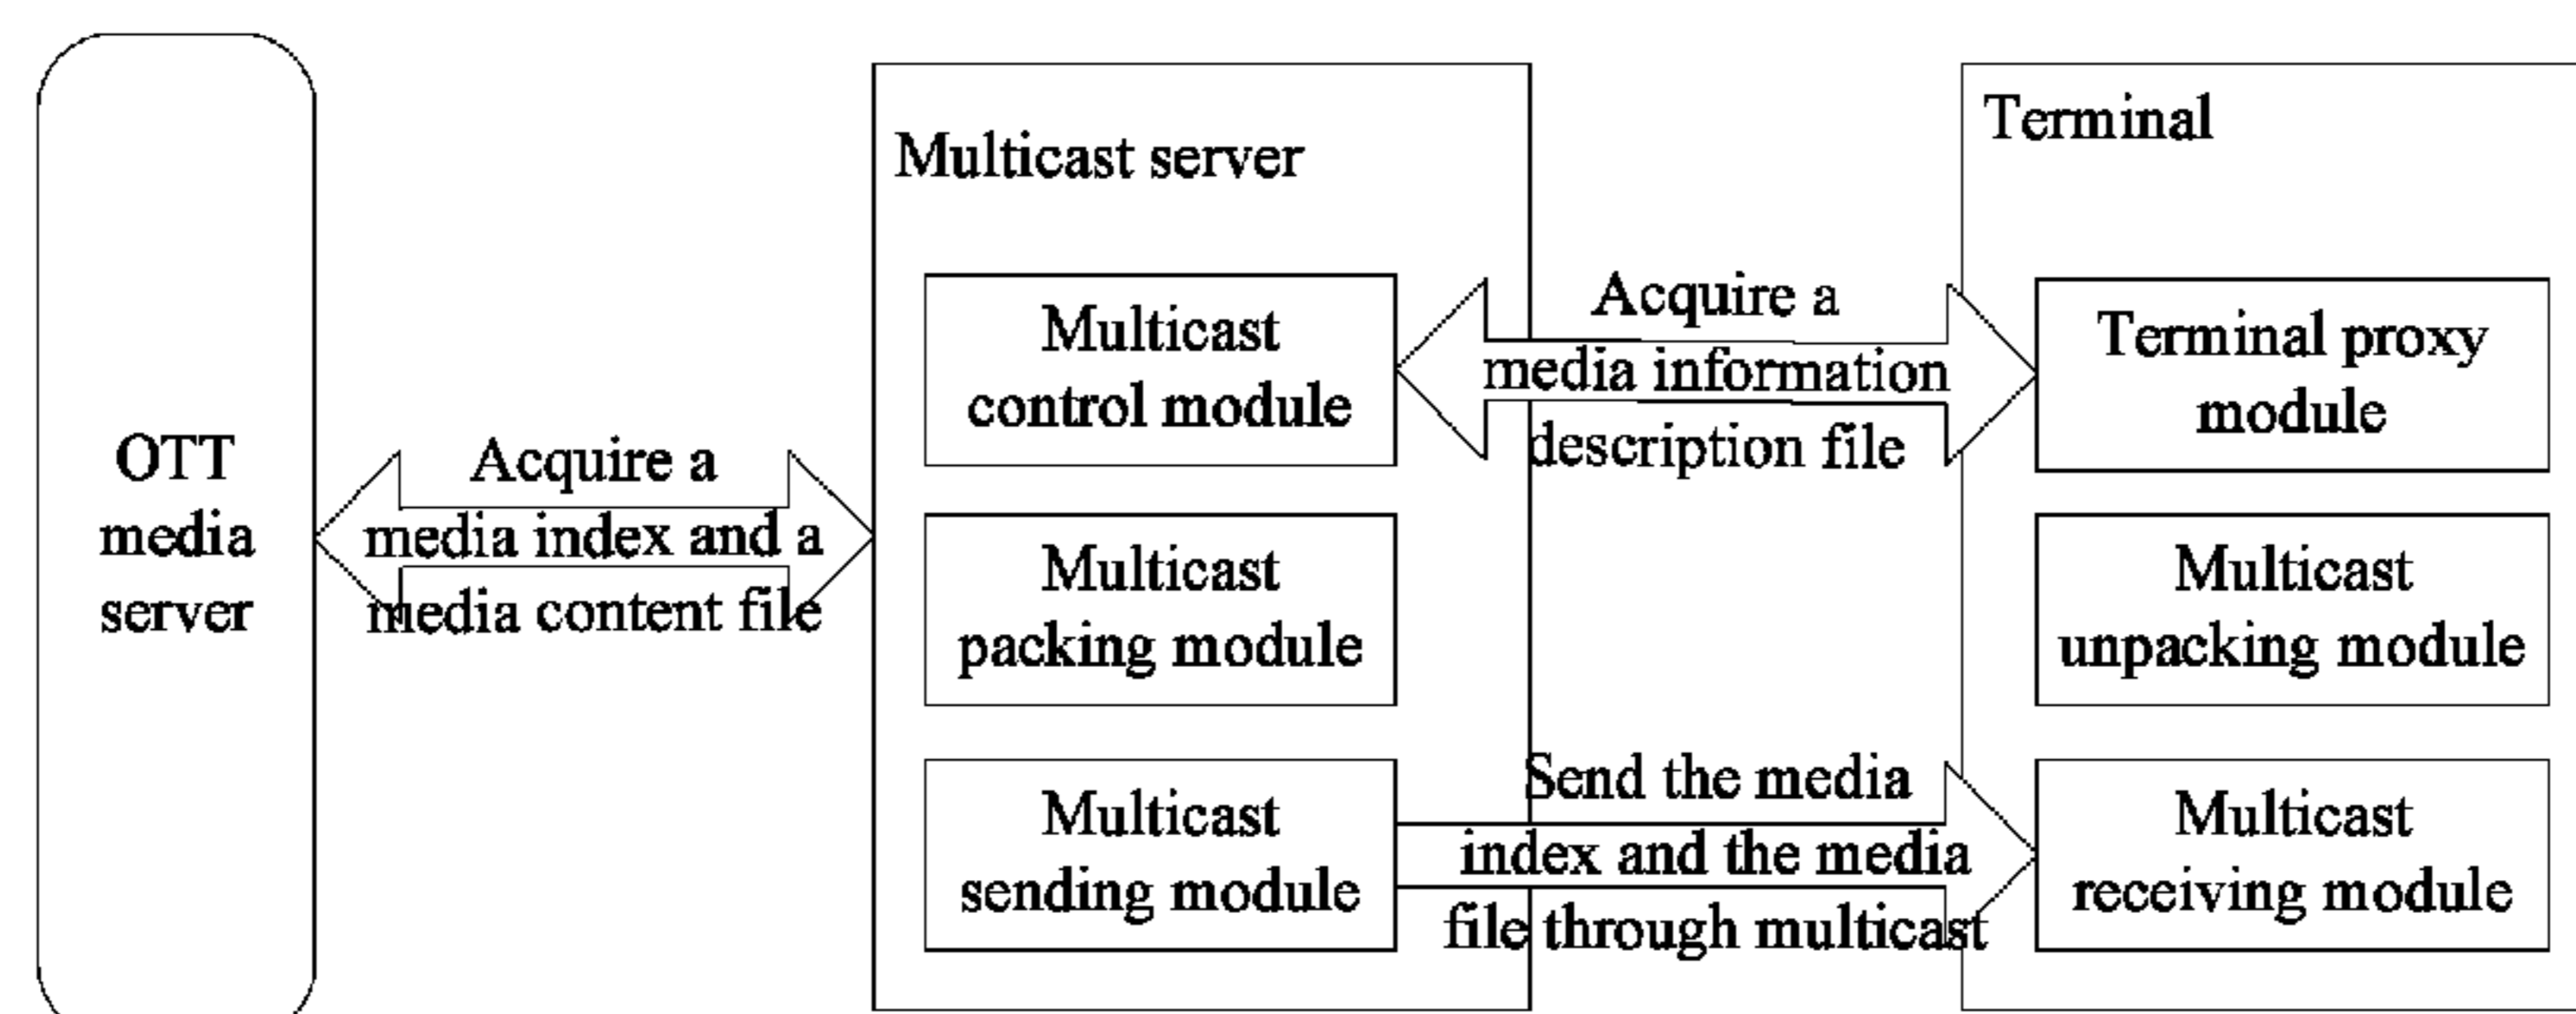 OTT
media
server
Acquire a
media index and a
media content file
Multicast server
Multicast
control module
Multicast
packing module
Multicast
sending module
Acquire a
media information
description file
Send the media
index and the media
file through multicast
Terminal
Terminal proxy
module
Multicast
unpacking module
Multicast
receiving module